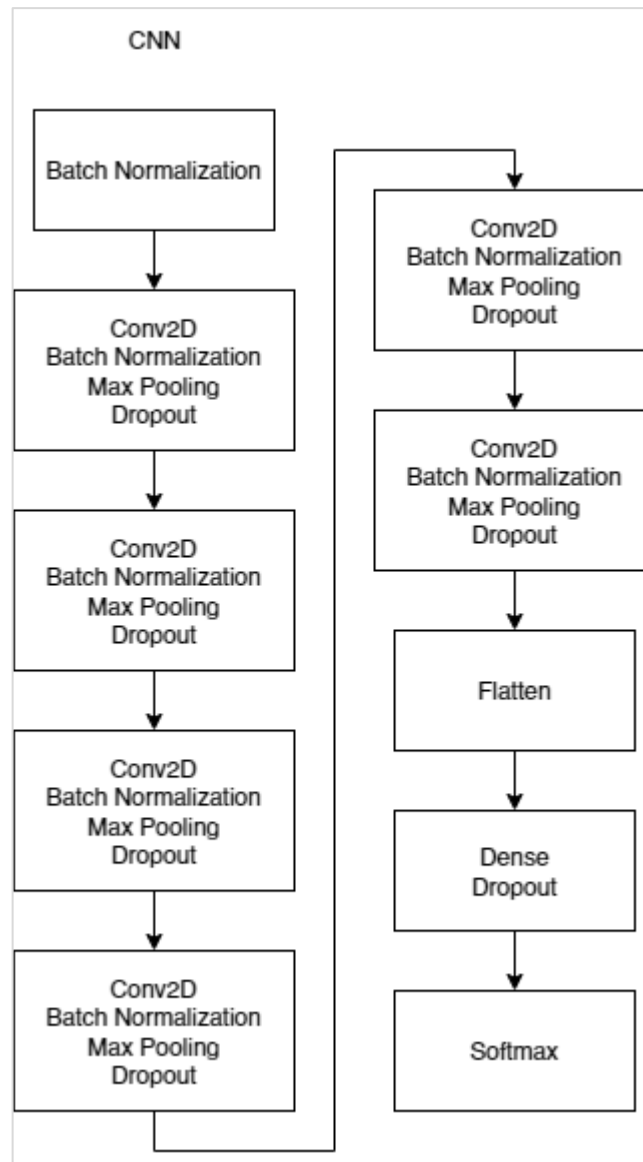 CNN
Batch Normalization
Conv2D
Batch Normalization
Max Pooling
Dropout
Conv2D
Batch Normalization
Max Pooling
Dropout
Conv2D
Batch Normalization
Max Pooling
Dropout
Conv2D
Batch Normalization
Max Pooling
Dropout
Conv2D
Batch Normalization
Max Pooling
Dropout
Conv2D
Batch Normalization
Max Pooling
Dropout
Flatten
Dense
Dropout
Softmax